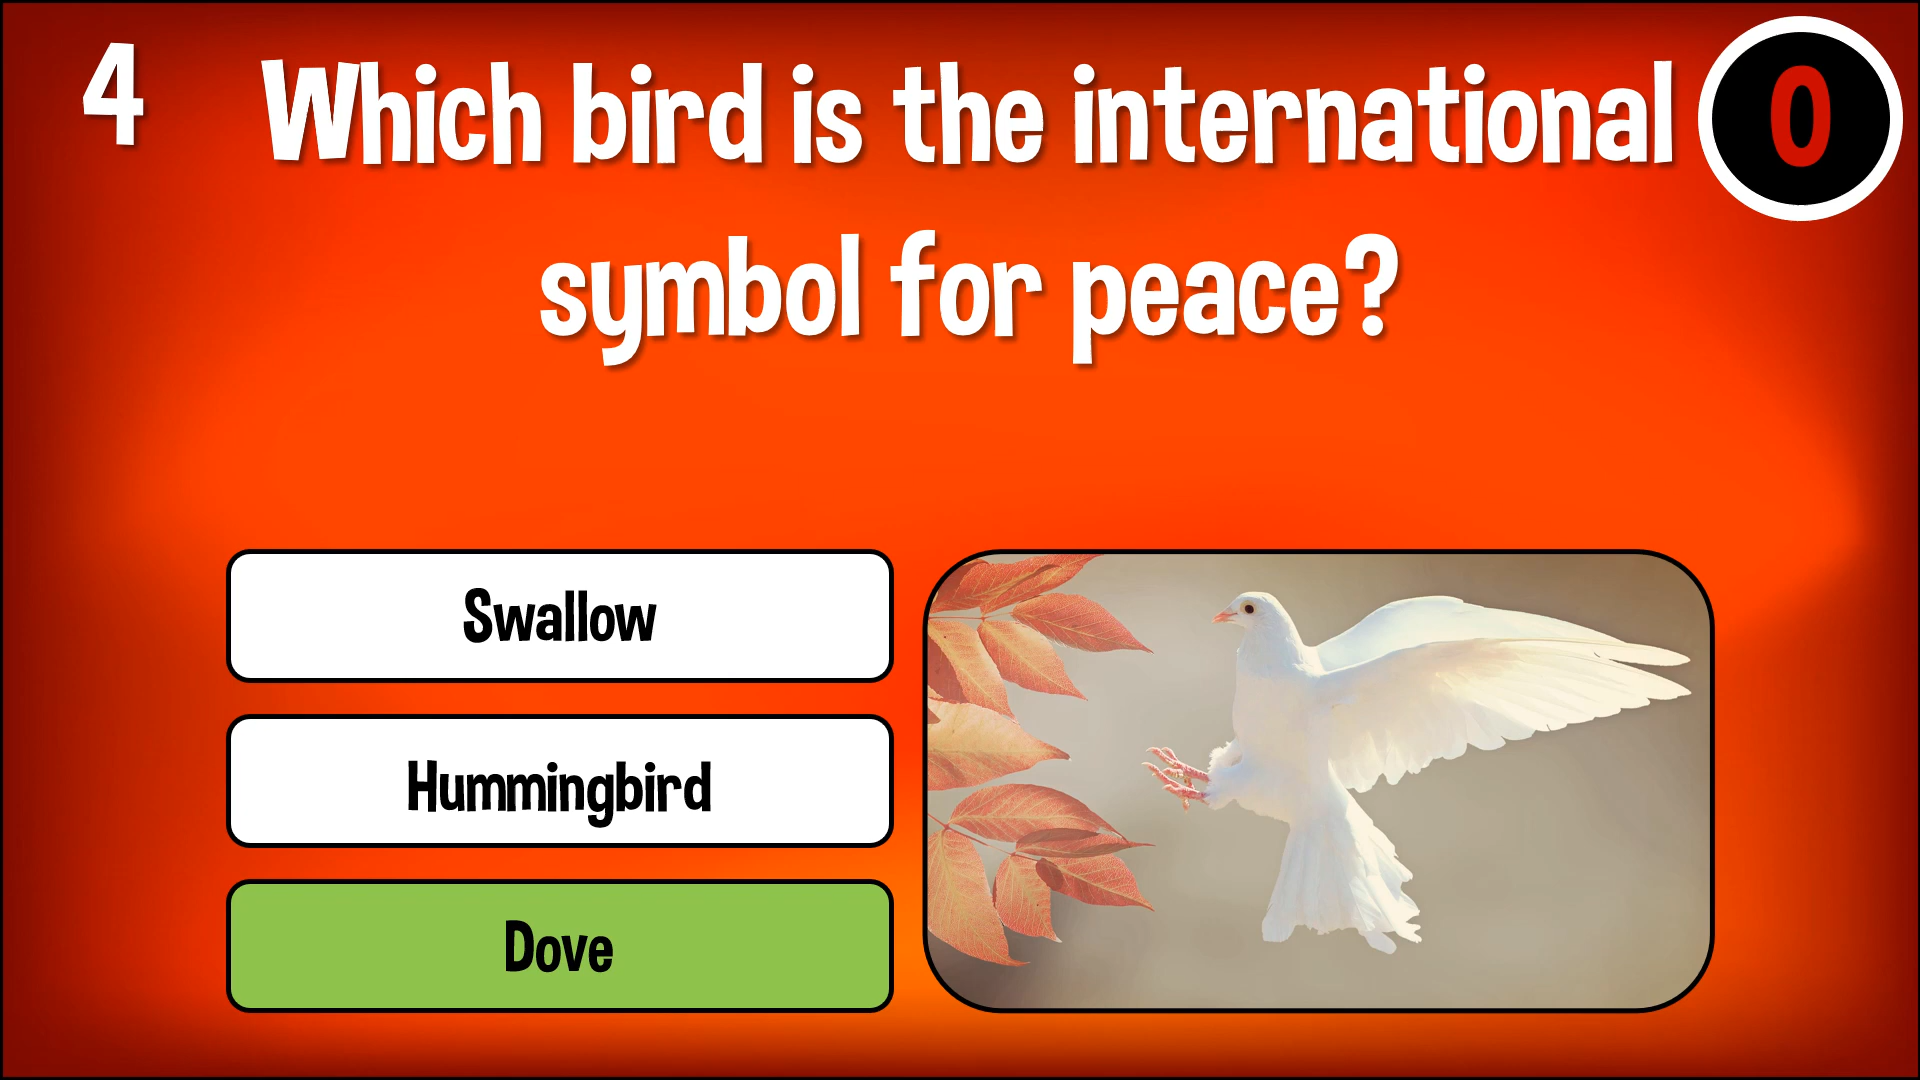 4
Which bird is the international
0
symbol for peace?
Swallow
Hummingbird
Dove